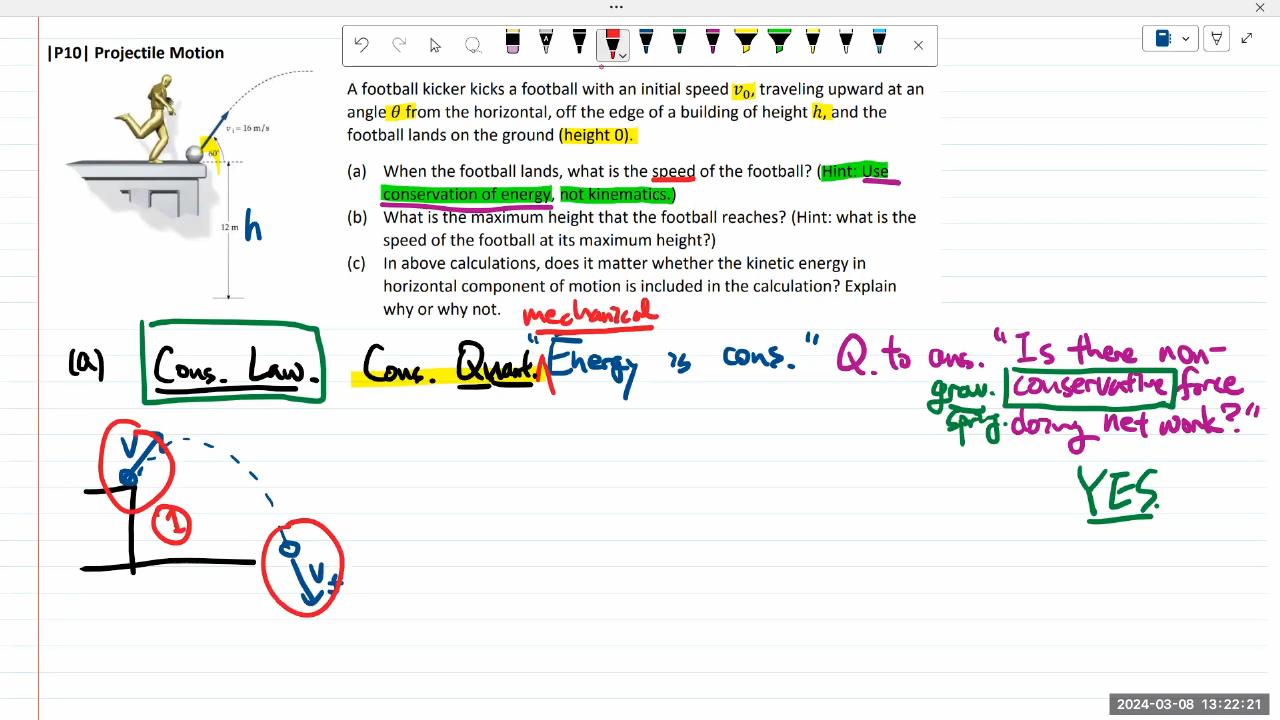 |P10| Projectile Motion
v i = 16 m/s
60°
12 m
h
A football kicker kicks a football with an initial speed v₀, traveling upward at an
angle θ from the horizontal, off the edge of a building of height h, and the
football lands on the ground (height 0).
(a) When the football lands, what is the speed of the football? (Hint: Use
conservation of energy, not kinematics.)
(b) What is the maximum height that the football reaches? (Hint: what is the
speed of the football at its maximum height?)
(c) In above calculations, does it matter whether the kinetic energy in
horizontal component of motion is included in the calculation? Explain
why or why not.
mechanical
(a) Cons. Law. Cons. Quant. "Energy is cons." Q. to ans. "Is there non-
grav. conservative force
spring. doing net work?"
YES.
V
1
V f
2024-03-08 13:22:21